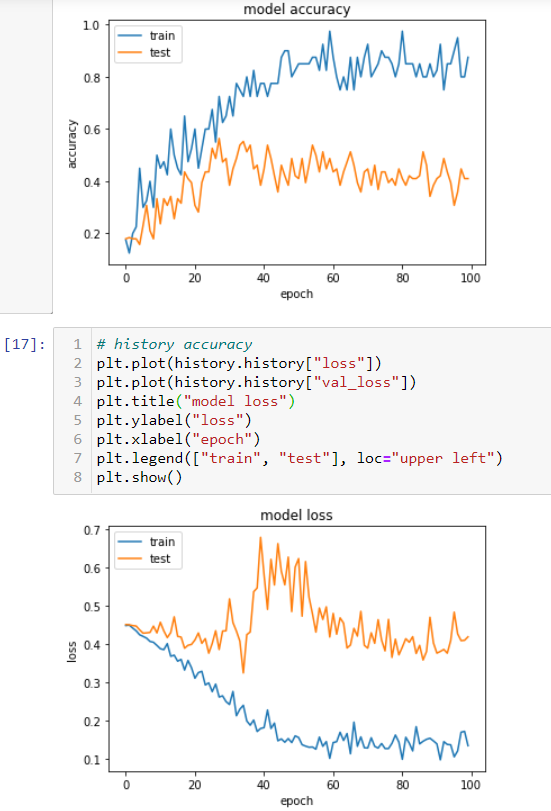 model accuracy
1.0
0.8
0.6
0.4
0.2
accuracy
train
test
0 20 40 60 80 100
epoch
[17]:
1 # history accuracy
2 plt.plot(history.history["loss"])
3 plt.plot(history.history["val_loss"])
4 plt.title("model loss")
5 plt.ylabel("loss")
6 plt.xlabel("epoch")
7 plt.legend(["train", "test"], loc="upper left")
8 plt.show()
model loss
0.7
0.6
0.5
0.4
0.3
0.2
0.1
loss
train
test
0 20 40 60 80 100
epoch